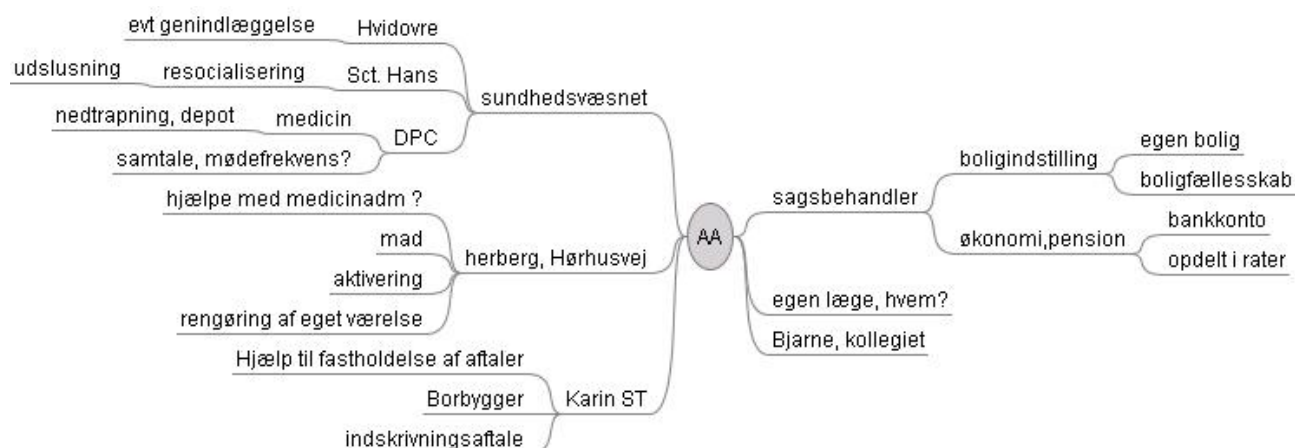 evt genindlæggelse
Hvidovre
udslusning
resocialisering
Sct. Hans
sundhedsvæsnet
nedtrapning, depot
medicin
DPC
samtale, mødefrekvens?
hjælpe med medicinadm ?
mad
herberg, Hørhusvej
aktivering
rengøring af eget værelse
Hjælp til fastholdelse af aftaler
Borbygger
Karin ST
indskrivningsaftale
AA
sagsbehandler
boligindstilling
egen bolig
boligfællesskab
økonomi,pension
bankkonto
opdelt i rater
egen læge, hvem?
Bjarne, kollegiet